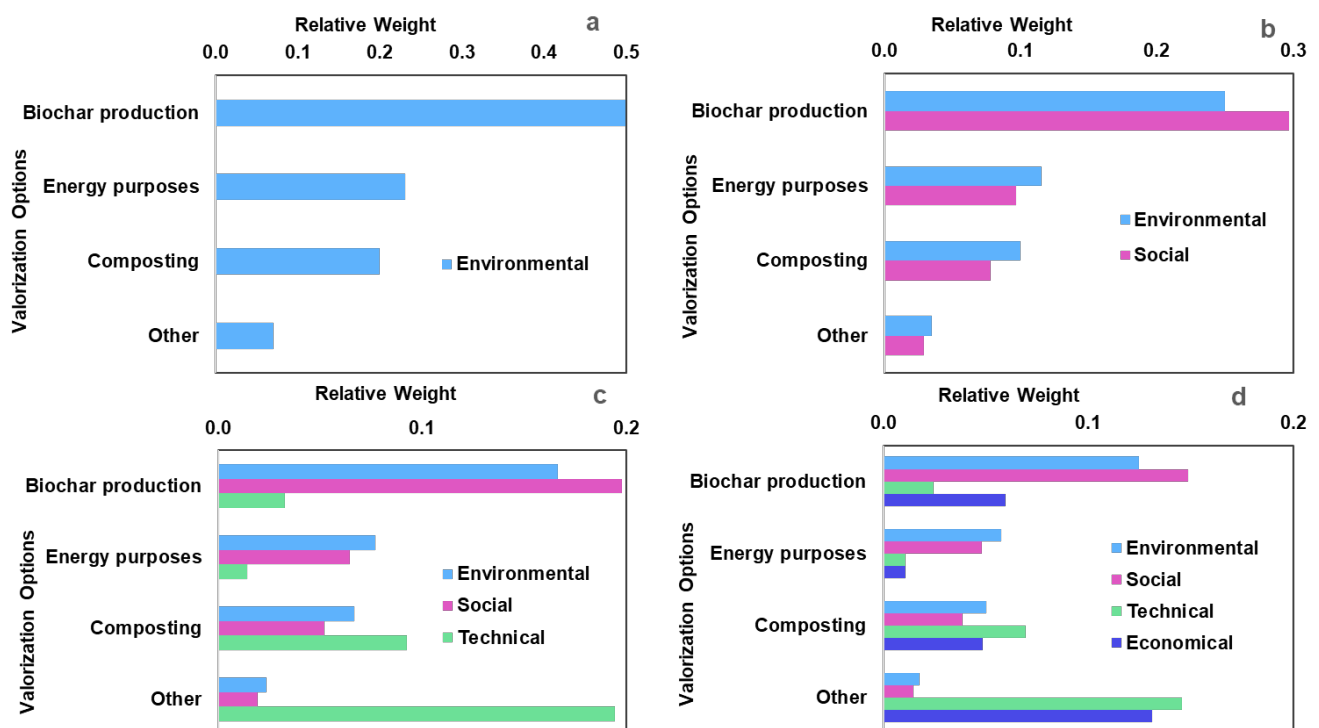 Relative Weight
a
0.0 0.1 0.2 0.3 0.4 0.5
Valorization Options
Biochar production
Energy purposes
Composting
Other
Environmental
Relative Weight
b
0.0 0.1 0.2 0.3
Valorization Options
Biochar production
Energy purposes
Composting
Other
Environmental
Social
Relative Weight
c
0.0 0.1 0.2
Valorization Options
Biochar production
Energy purposes
Composting
Other
Environmental
Social
Technical
Relative Weight
d
0.0 0.1 0.2
Valorization Options
Biochar production
Energy purposes
Composting
Other
Environmental
Social
Technical
Economical